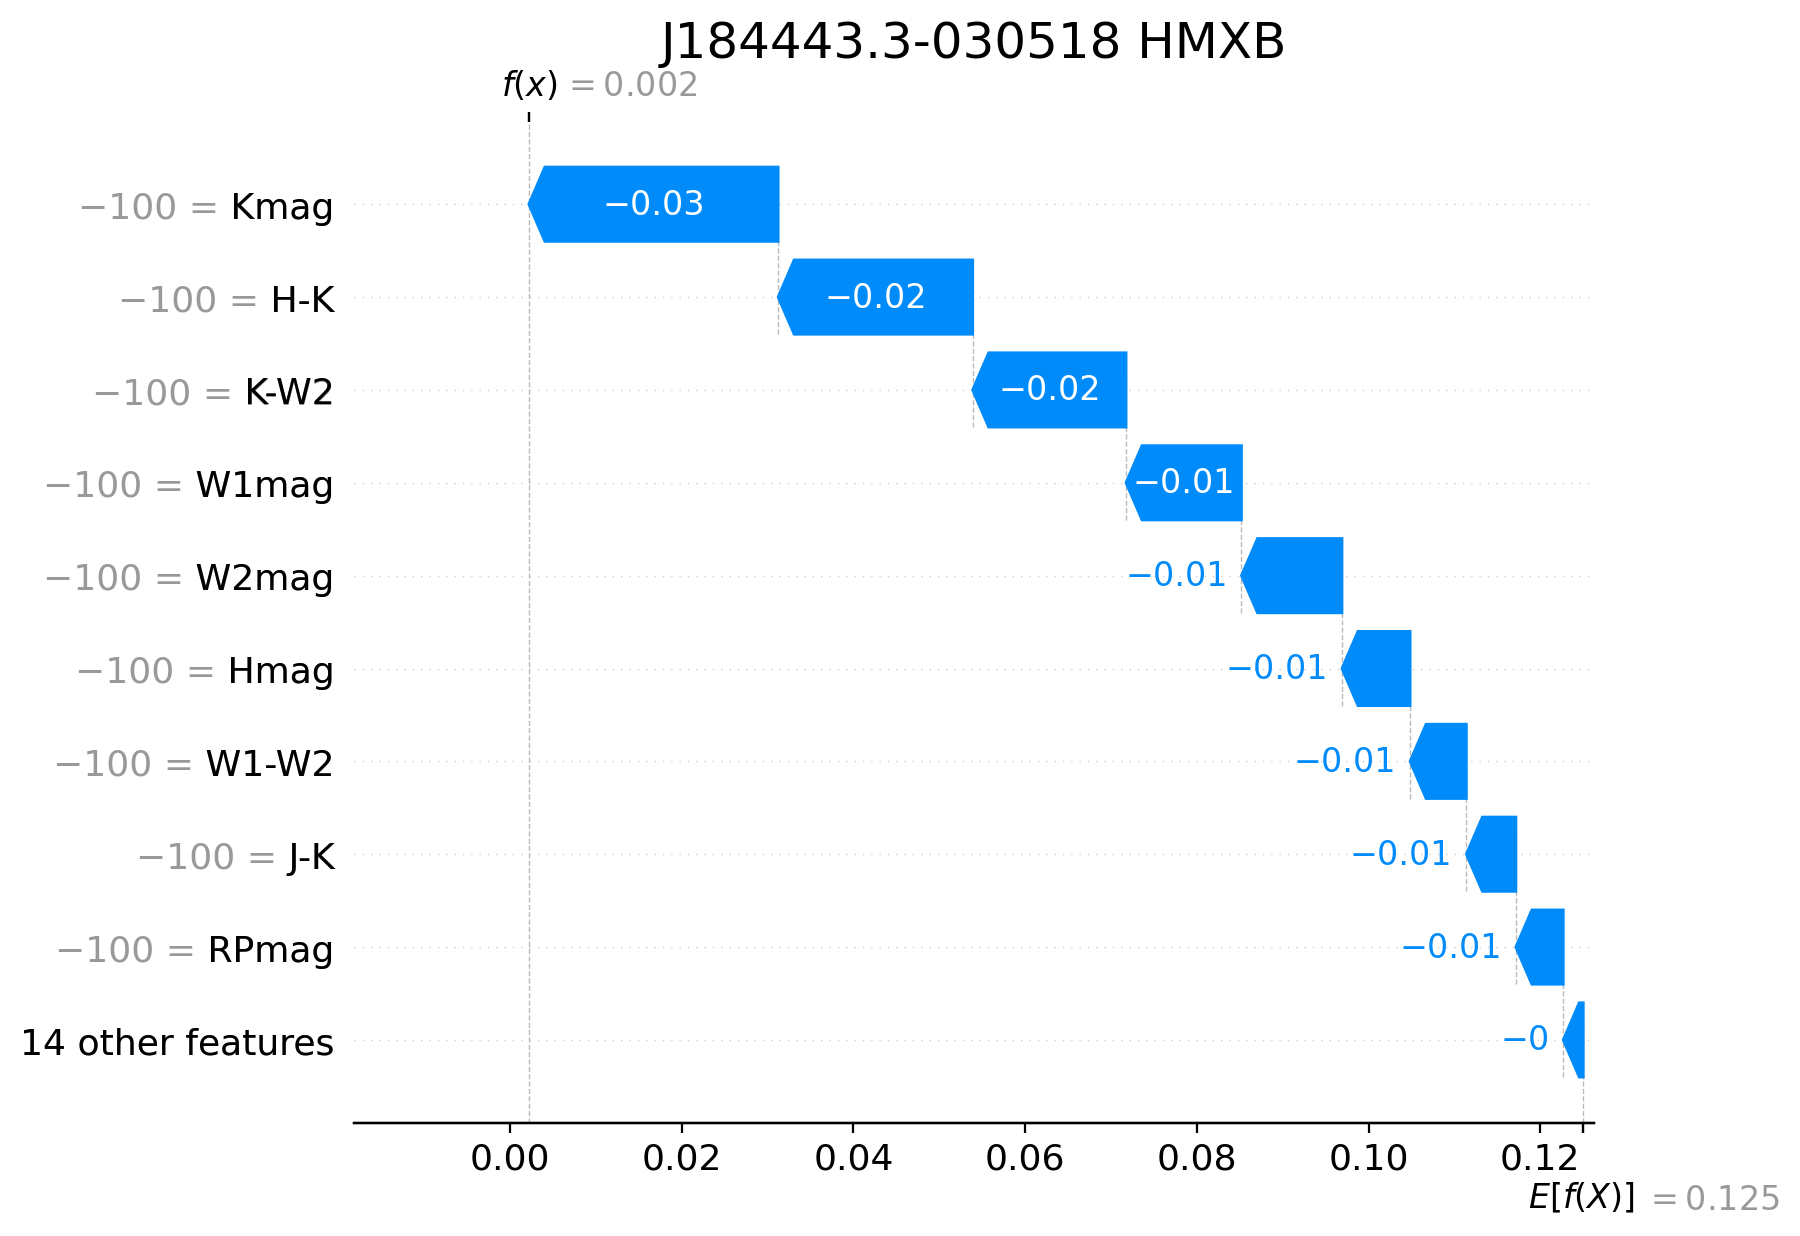 J184443.3-030518 HMXB
f(x) = 0.002
−100 = Kmag −0.03
−100 = H-K −0.02
−100 = K-W2 −0.02
−100 = W1mag −0.01
−100 = W2mag −0.01
−100 = Hmag −0.01
−100 = W1-W2 −0.01
−100 = J-K −0.01
−100 = RPmag −0.01
14 other features −0
0.00 0.02 0.04 0.06 0.08 0.10 0.12
E[f(X)] = 0.125